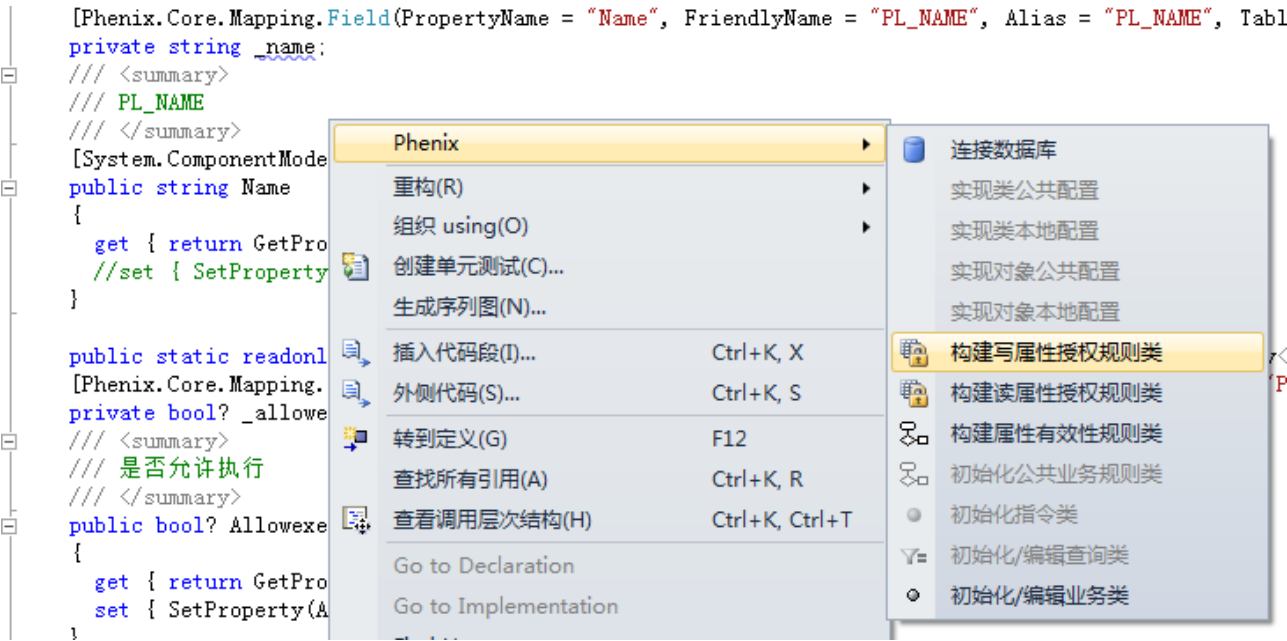 [Phenix.Core.Mapping.Field(PropertyName = "Name", FriendlyName = "PL_NAME", Alias = "PL_NAME", Tabl
private string _name;
/// <summary>
/// PL_NAME
/// </summary>
[System.ComponentMode
public string Name
{
get { return GetPro
//set { SetProperty
}
public static readonl
[Phenix.Core.Mapping.
private bool? _allowe
/// <summary>
/// 是否允许执行
/// </summary>
public bool? Allowexe
{
get { return GetPro
set { SetProperty(A
}
Phenix
重构(R)
组织 using(O)
创建单元测试(C)...
生成序列图(N)...
插入代码段(I)... Ctrl+K, X
外侧代码(S)... Ctrl+K, S
转到定义(G) F12
查找所有引用(A) Ctrl+K, R
查看调用层次结构(H) Ctrl+K, Ctrl+T
Go to Declaration
Go to Implementation
连接数据库
实现类公共配置
实现类本地配置
实现对象公共配置
实现对象本地配置
构建写属性授权规则类
构建读属性授权规则类
构建属性有效性规则类
初始化公共业务规则类
初始化指令类
初始化/编辑查询类
初始化/编辑业务类